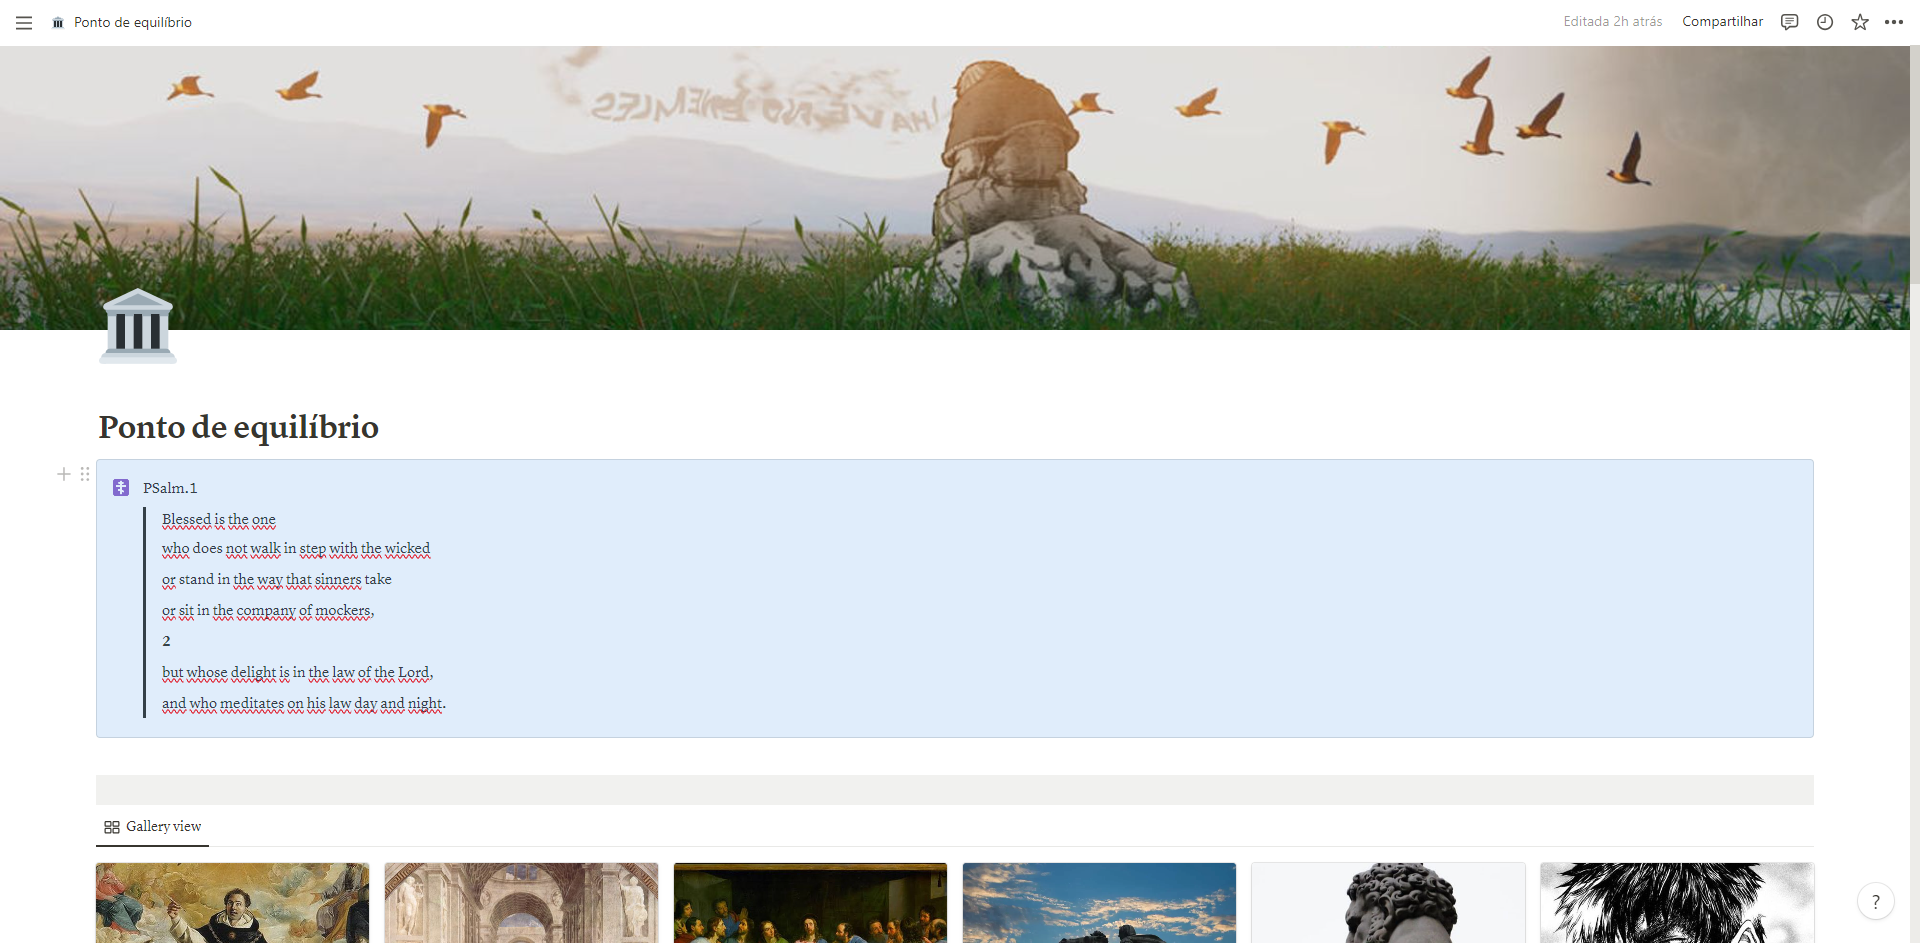 Ponto de equilíbrio
Editada 2h atrás
Compartilhar
I HAVE NO ENEMIES
Ponto de equilíbrio
PSalm.1
Blessed is the one
who does not walk in step with the wicked
or stand in the way that sinners take
or sit in the company of mockers,
2
but whose delight is in the law of the Lord,
and who meditates on his law day and night.
Gallery view
?